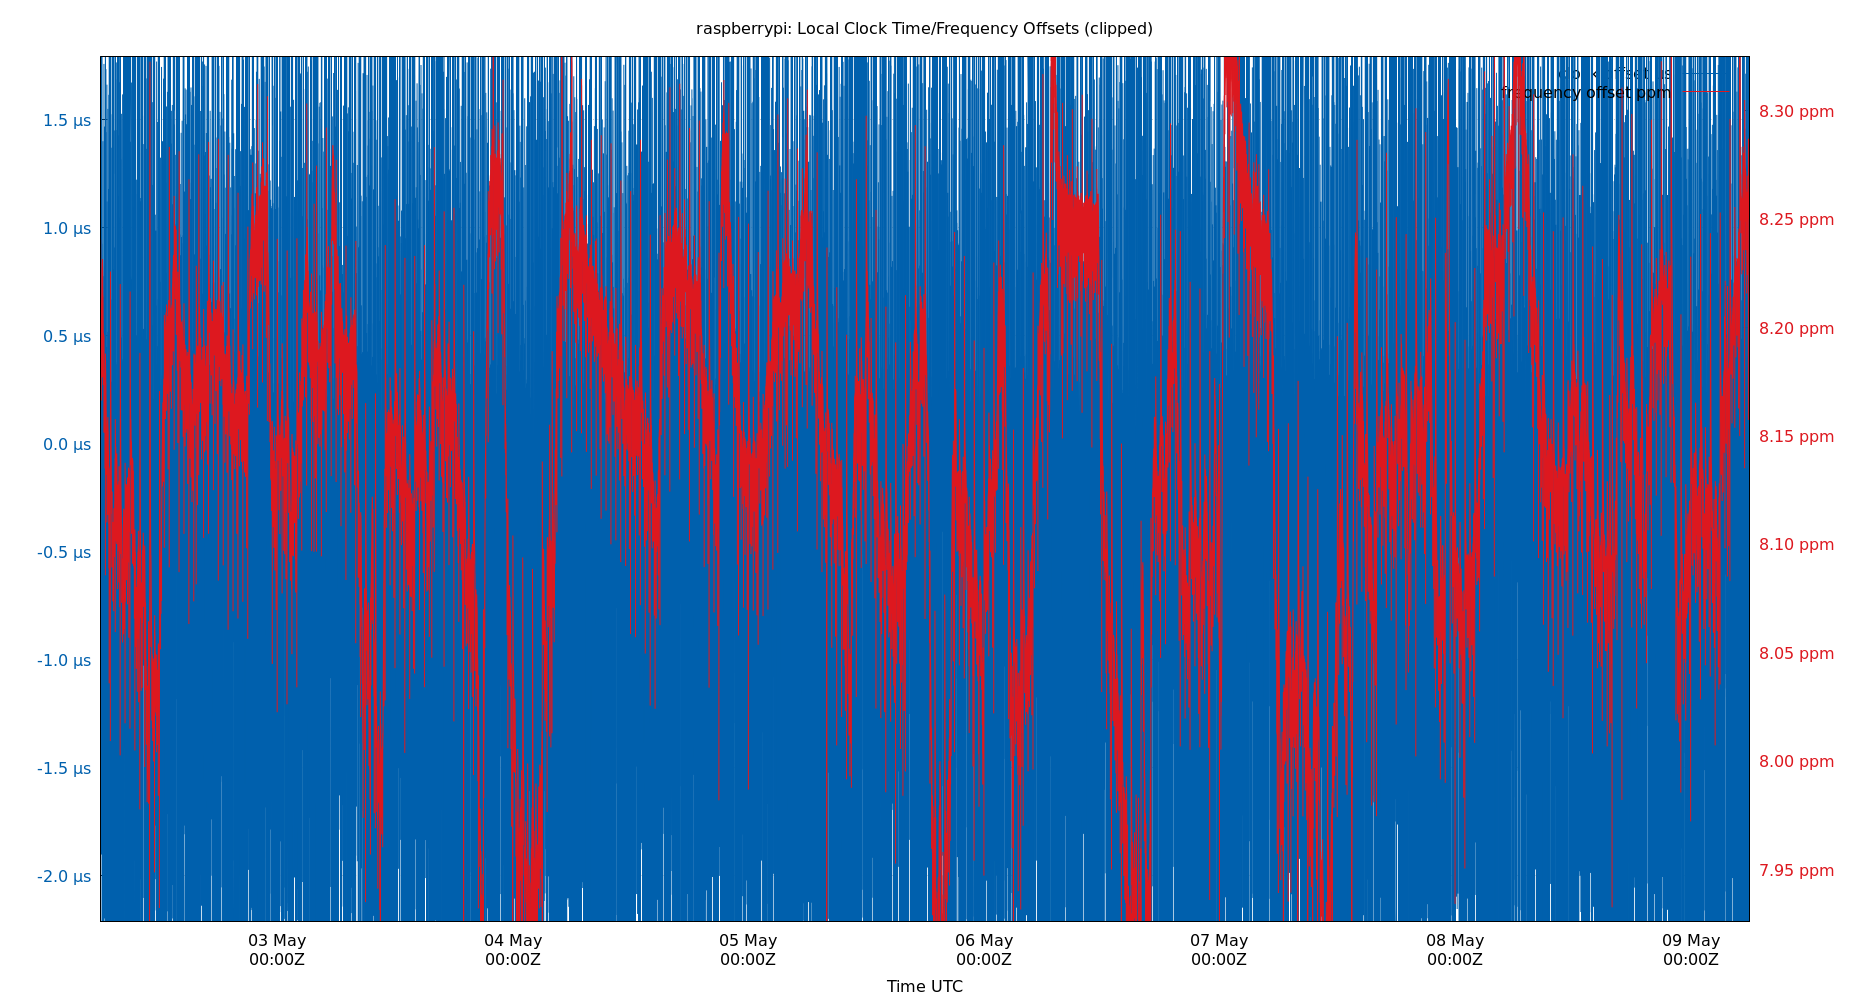 raspberrypi: Local Clock Time/Frequency Offsets (clipped)
clock offset µs
frequency offset ppm
1.5 µs
1.0 µs
0.5 µs
0.0 µs
-0.5 µs
-1.0 µs
-1.5 µs
-2.0 µs
8.30 ppm
8.25 ppm
8.20 ppm
8.15 ppm
8.10 ppm
8.05 ppm
8.00 ppm
7.95 ppm
03 May
00:00Z
04 May
00:00Z
05 May
00:00Z
06 May
00:00Z
07 May
00:00Z
08 May
00:00Z
09 May
00:00Z
Time UTC